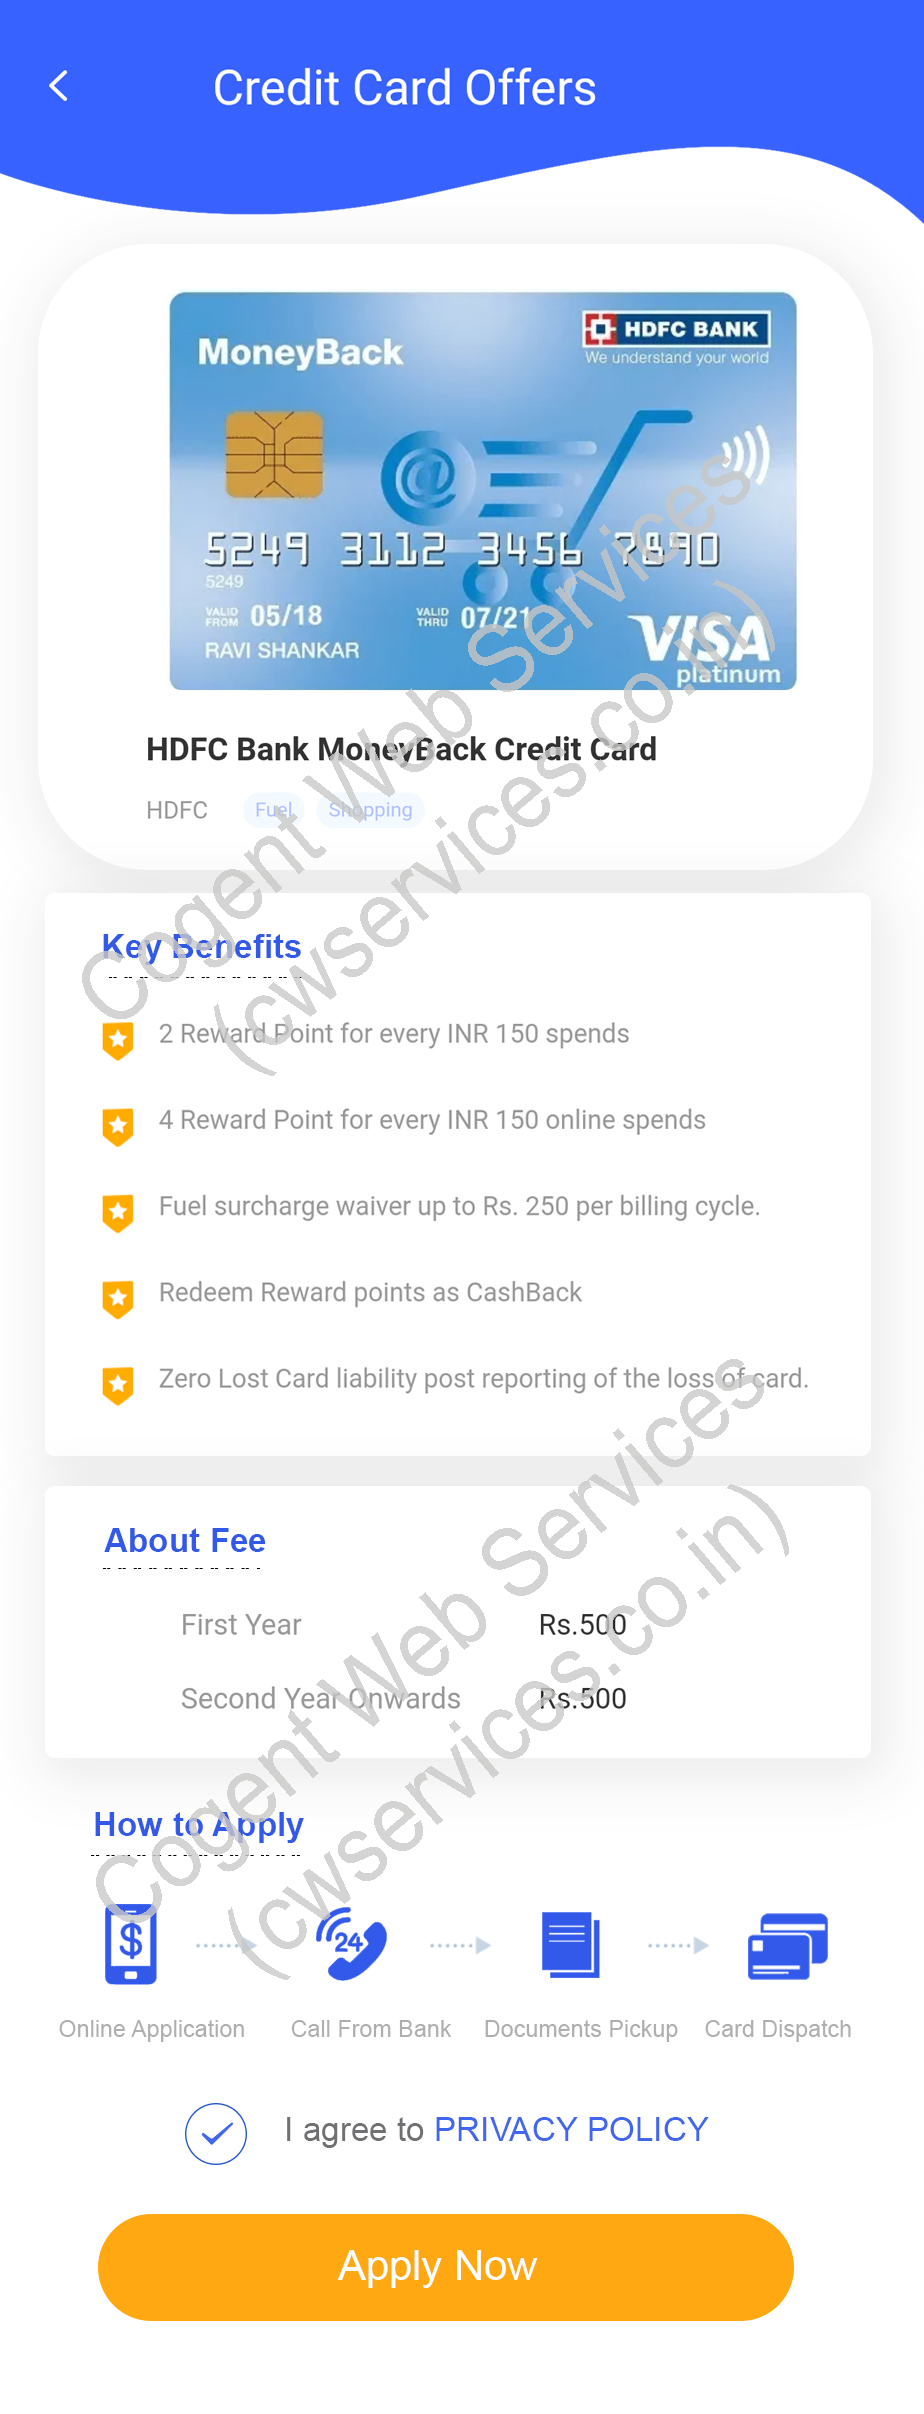 Credit Card Offers
MoneyBack
HDFC BANK
We understand your world
@
5249 3112 3456 7890
5249
VALID FROM 05/18 VALID THRU 07/21
RAVI SHANKAR
VISA
platinum
HDFC Bank MoneyBack Credit Card
HDFC Fuel Shopping
Cogent Web Services
(cwservices.co.in)
Key Benefits
2 Reward Point for every INR 150 spends
4 Reward Point for every INR 150 online spends
Fuel surcharge waiver up to Rs. 250 per billing cycle.
Redeem Reward points as CashBack
Zero Lost Card liability post reporting of the loss of card.
About Fee
First Year Rs.500
Second Year Onwards Rs.500
Cogent Web Services
(cwservices.co.in)
How to Apply
$ 24
Online Application Call From Bank Documents Pickup Card Dispatch
I agree to PRIVACY POLICY
Apply Now